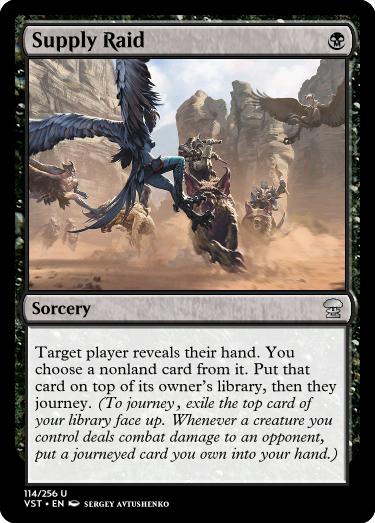 Supply Raid
Sorcery
Target player reveals their hand. You
choose a nonland card from it. Put that
card on top of its owner's library, then they
journey. (To journey, exile the top card of
your library face up. Whenever a creature you
control deals combat damage to an opponent,
put a journeyed card you own into your hand.)
114/256 U
VST • EN SERGEY AVTUSHENKO